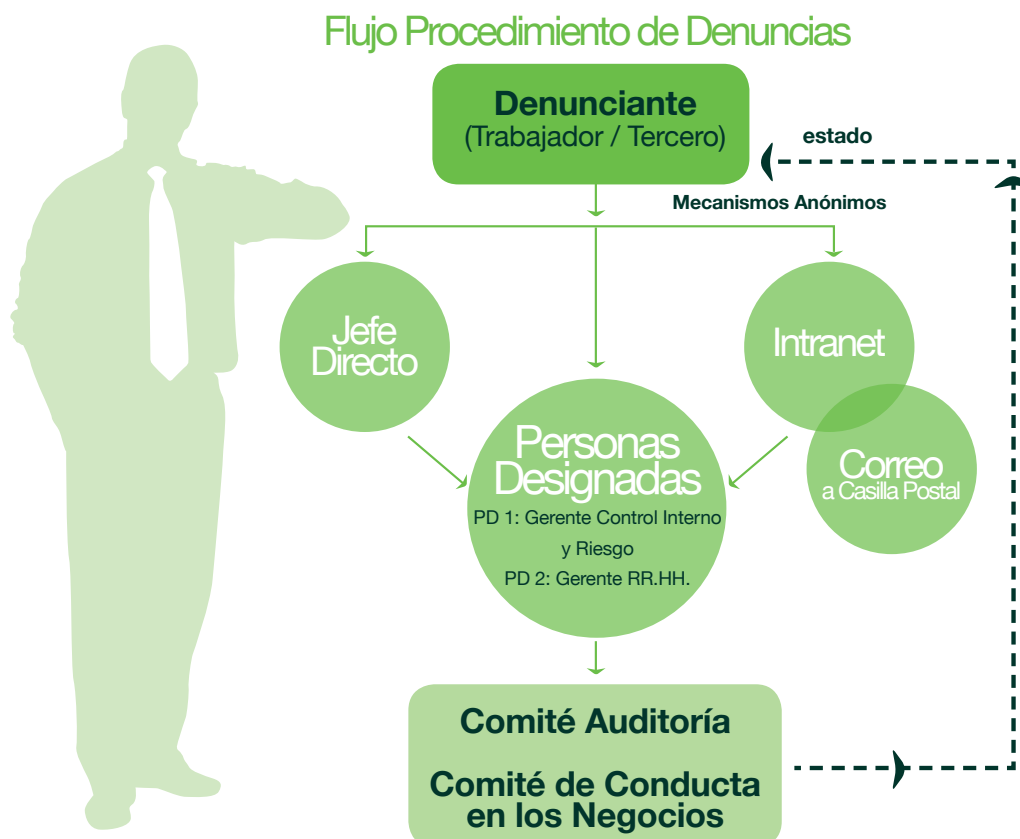 Flujo Procedimiento de Denuncias
Denunciante
(Trabajador / Tercero)
estado
Mecanismos Anónimos
Jefe
Directo
Intranet
Correo
a Casilla Postal
Personas
Designadas
PD 1: Gerente Control Interno
y Riesgo
PD 2: Gerente RR.HH.
Comité Auditoría
Comité de Conducta
en los Negocios